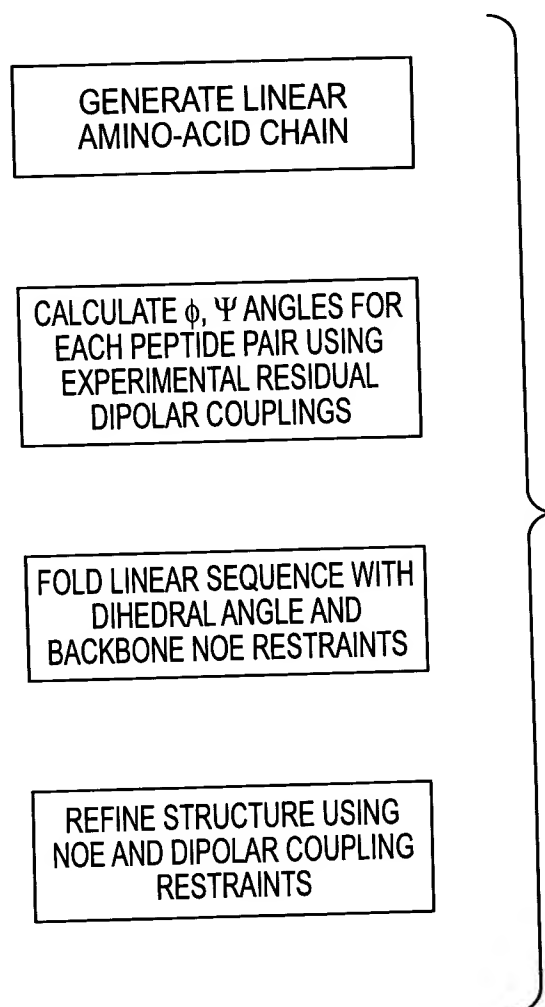 GENERATE LINEAR
AMINO-ACID CHAIN
CALCULATE ϕ, Ψ ANGLES FOR
EACH PEPTIDE PAIR USING
EXPERIMENTAL RESIDUAL
DIPOLAR COUPLINGS
FOLD LINEAR SEQUENCE WITH
DIHEDRAL ANGLE AND
BACKBONE NOE RESTRAINTS
REFINE STRUCTURE USING
NOE AND DIPOLAR COUPLING
RESTRAINTS